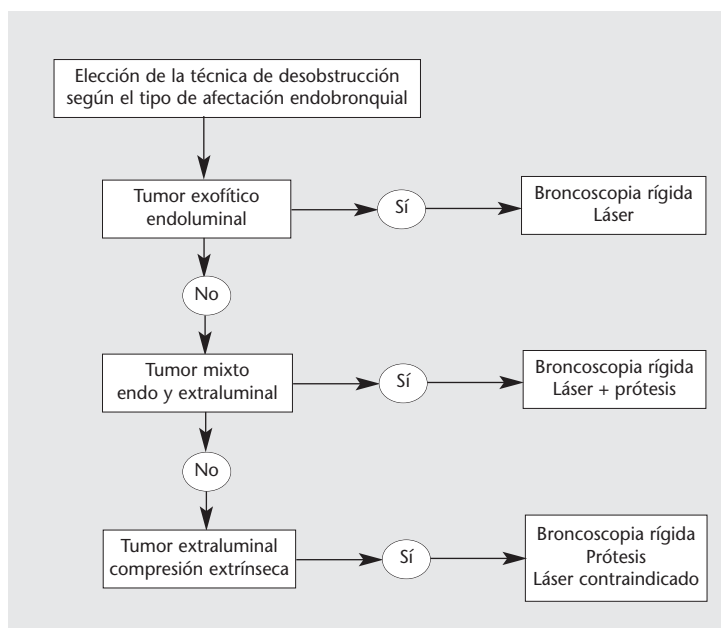 Elección de la técnica de desobstrucción
según el tipo de afectación endobronquial
Tumor exofítico
endoluminal
Sí
Broncoscopia rígida
Láser
No
Tumor mixto
endo y extraluminal
Sí
Broncoscopia rígida
Láser + prótesis
No
Tumor extraluminal
compresión extrínseca
Sí
Broncoscopia rígida
Prótesis
Láser contraindicado